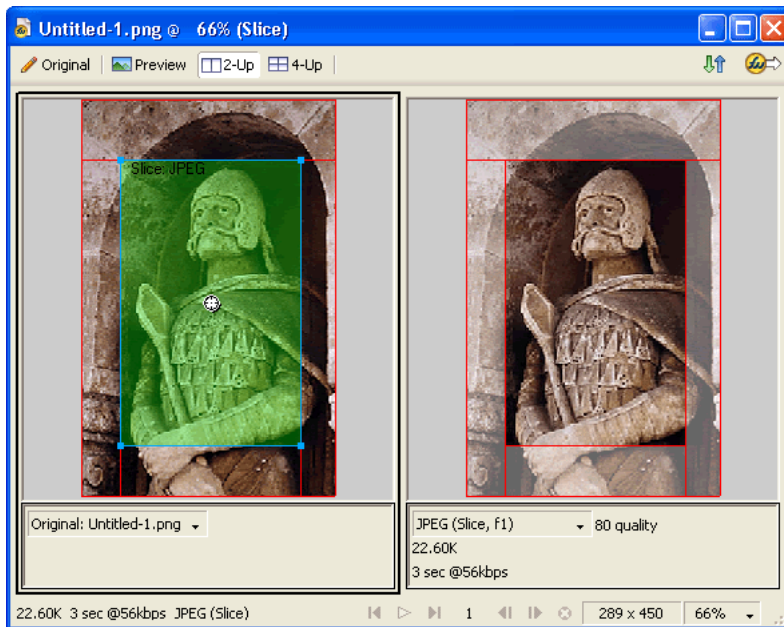 Untitled-1.png @ 66% (Slice)
Original Preview 2-Up 4-Up
Slice: JPEG
Original: Untitled-1.png
JPEG (Slice, f1) 80 quality
22.60K
3 sec @56kbps
22.60K 3 sec @56kbps JPEG (Slice) 1 289 x 450 66%